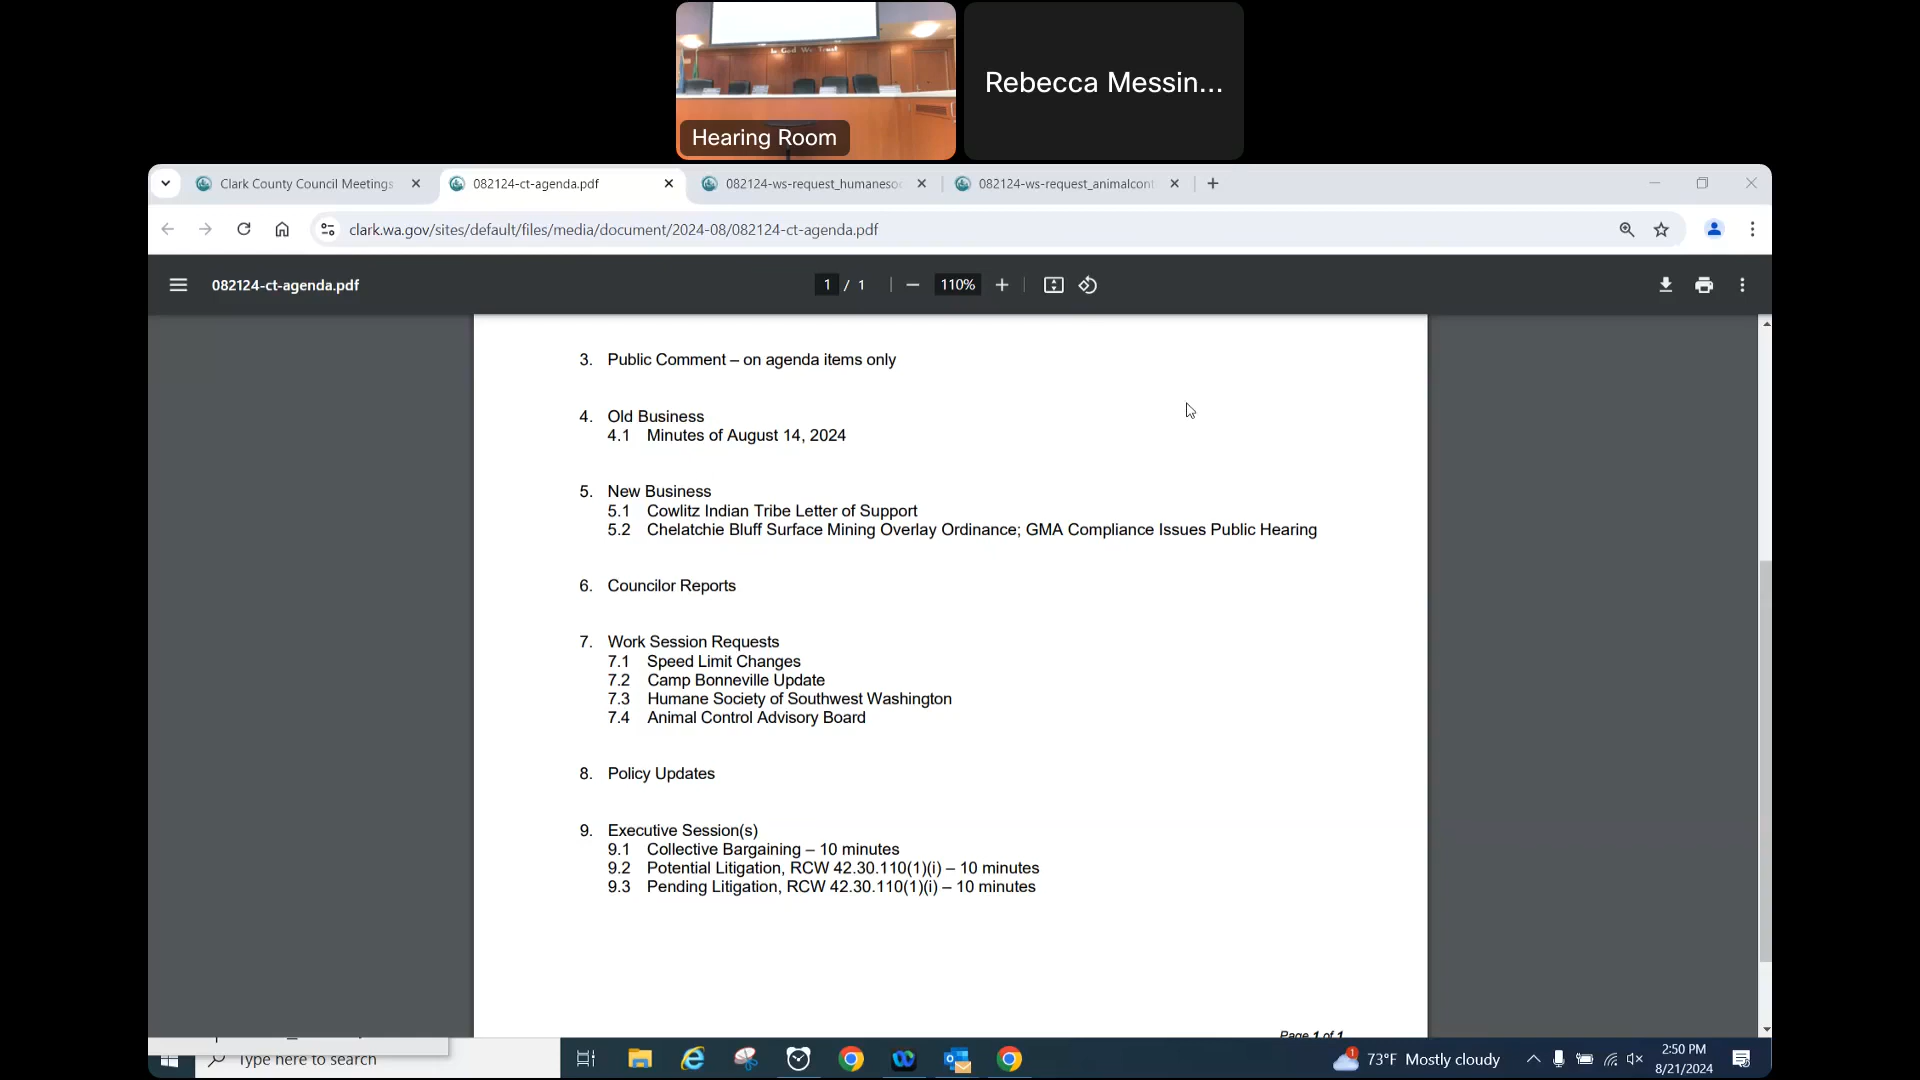 In God We Trust
Hearing Room
Rebecca Messin...
Clark County Council Meetings
082124-ct-agenda.pdf
082124-ws-request_humanesoc
082124-ws-request_animalcont
clark.wa.gov/sites/default/files/media/document/2024-08/082124-ct-agenda.pdf
082124-ct-agenda.pdf
1 / 1
110%
3. Public Comment – on agenda items only
4. Old Business
4.1 Minutes of August 14, 2024
5. New Business
5.1 Cowlitz Indian Tribe Letter of Support
5.2 Chelatchie Bluff Surface Mining Overlay Ordinance; GMA Compliance Issues Public Hearing
6. Councilor Reports
7. Work Session Requests
7.1 Speed Limit Changes
7.2 Camp Bonneville Update
7.3 Humane Society of Southwest Washington
7.4 Animal Control Advisory Board
8. Policy Updates
9. Executive Session(s)
9.1 Collective Bargaining – 10 minutes
9.2 Potential Litigation, RCW 42.30.110(1)(i) – 10 minutes
9.3 Pending Litigation, RCW 42.30.110(1)(i) – 10 minutes
Page 1 of 1
Type here to search
1
73°F Mostly cloudy
2:50 PM
8/21/2024